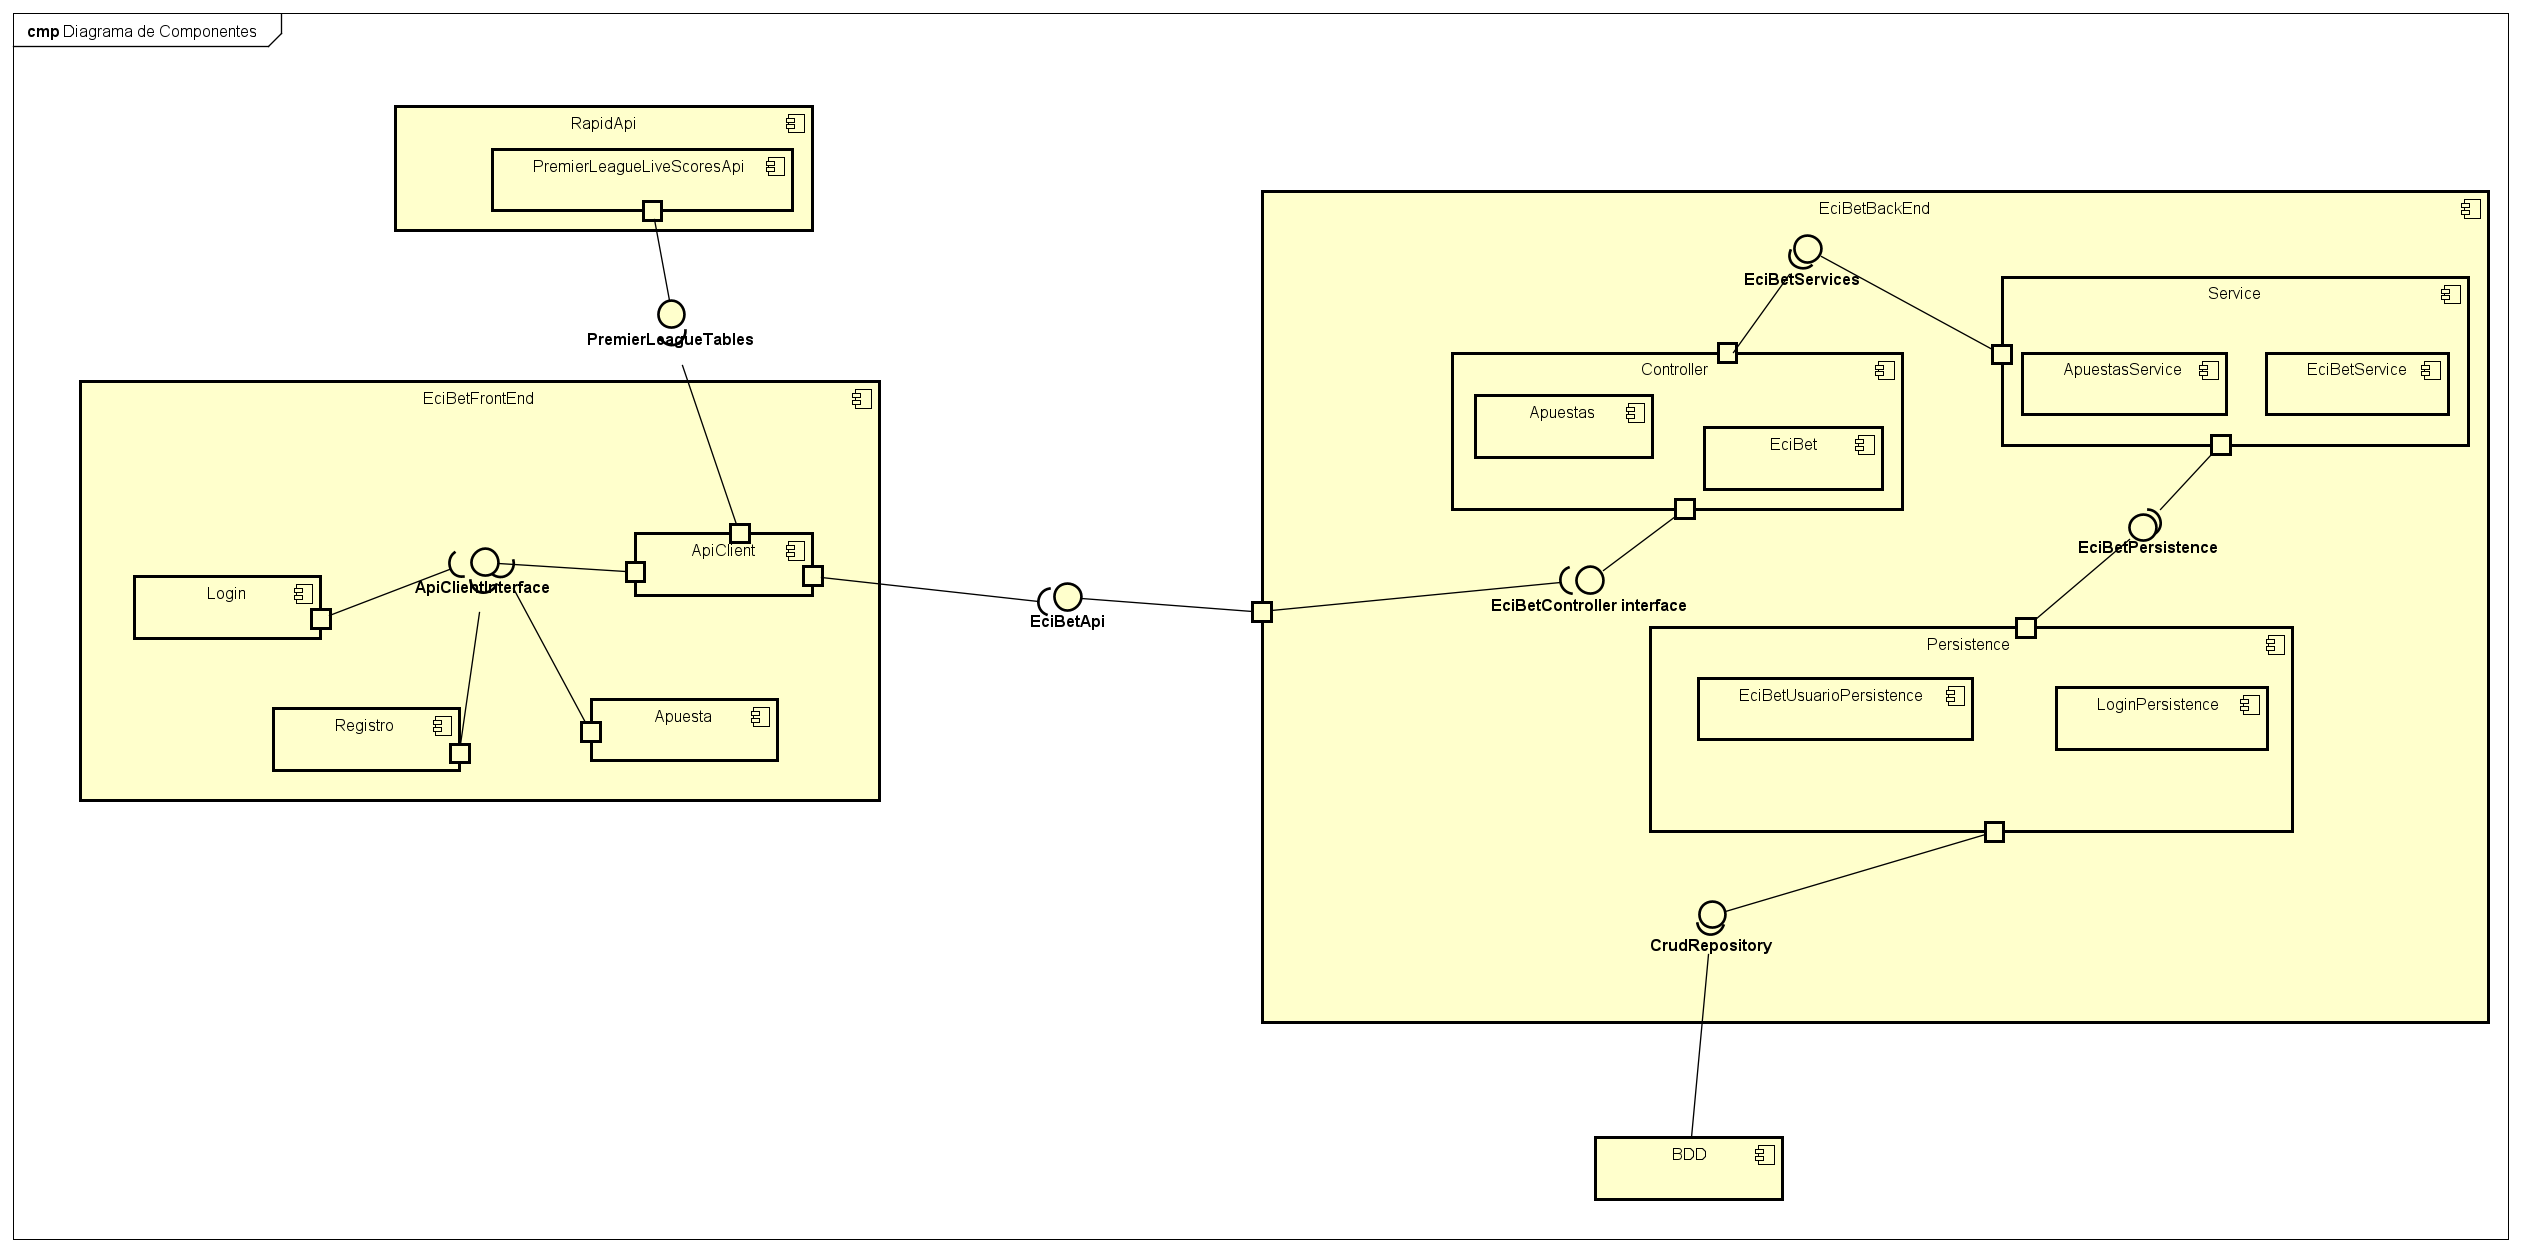 cmp Diagrama de Componentes
RapidApi
PremierLeagueLiveScoresApi
PremierLeagueTables
EciBetFrontEnd
ApiClient
ApiClientInterface
Login
Registro
Apuesta
EciBetApi
EciBetBackEnd
EciBetServices
Service
ApuestasService
EciBetService
Controller
Apuestas
EciBet
EciBetPersistence
EciBetController interface
Persistence
EciBetUsuarioPersistence
LoginPersistence
CrudRepository
BDD